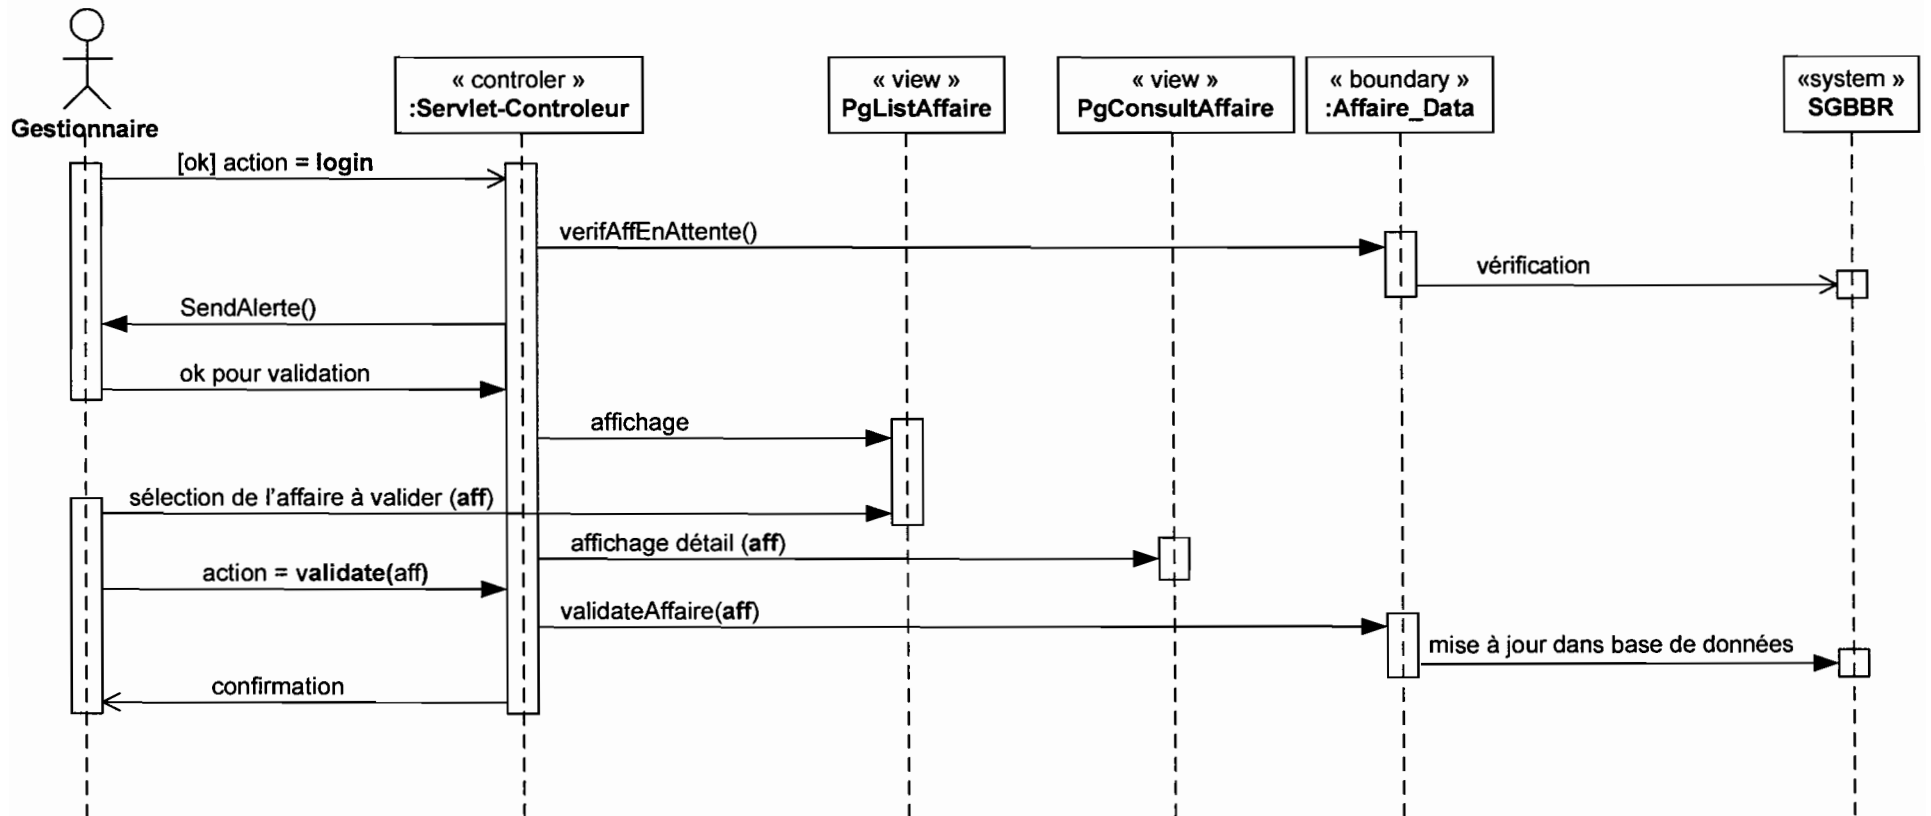 « controler »
:Servlet-Controleur
« view »
PgListAffaire
« view »
PgConsultAffaire
« boundary »
:Affaire_Data
«system »
SGBBR
Gestionnaire
[ok] action = login
verifAffEnAttente()
vérification
SendAlerte()
ok pour validation
affichage
sélection de l'affaire à valider (aff)
affichage détail (aff)
action = validate(aff)
validateAffaire(aff)
mise à jour dans base de données
confirmation